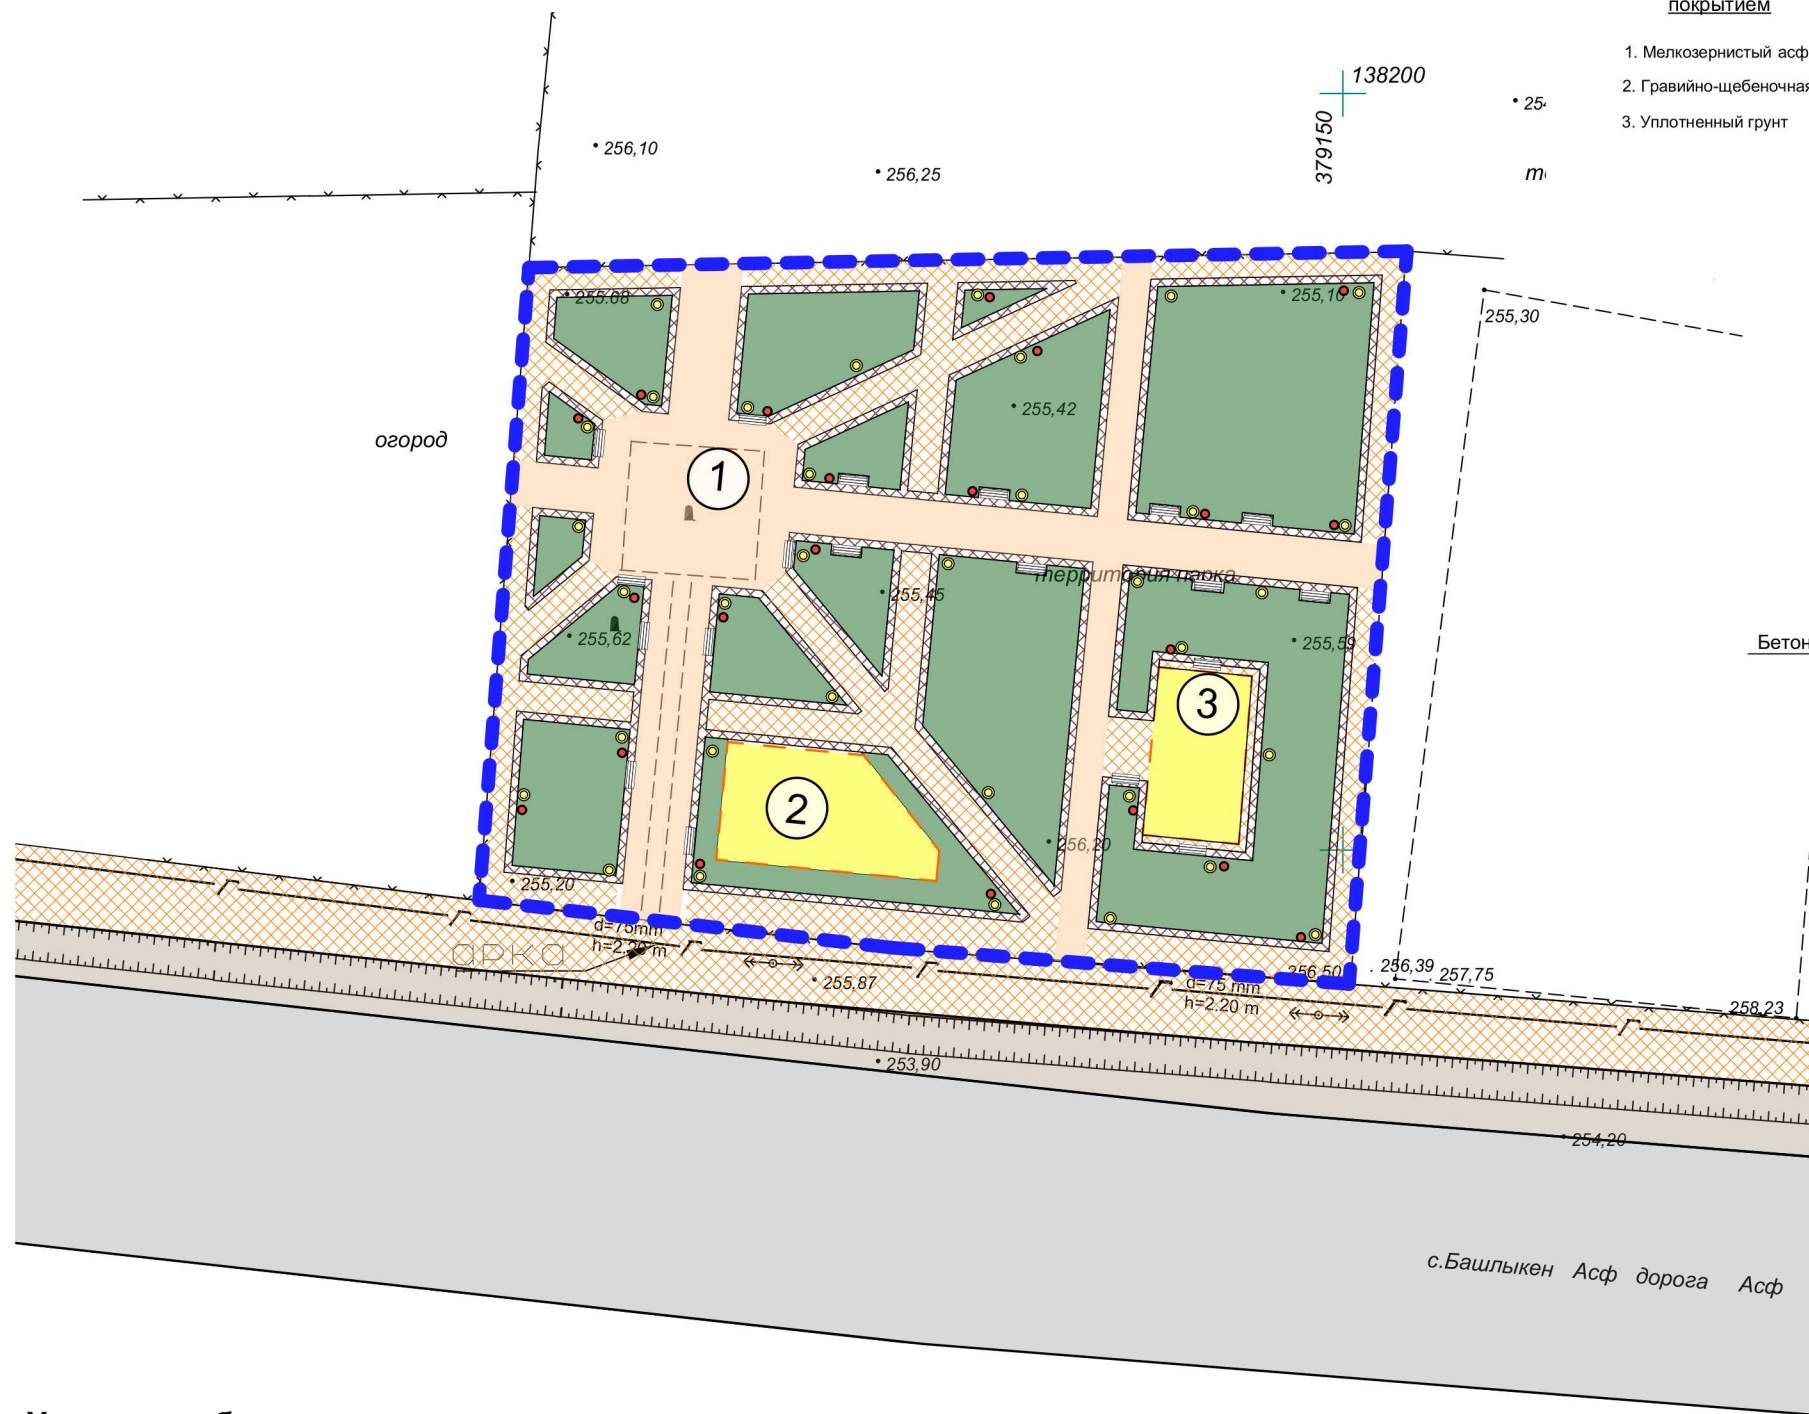 покрытием
1. Мелкозернистый асф
2. Гравийно-щебеночная
3. Уплотненный грунт
138200
379150
256,10
256,25
255.68
255,10
255,30
огород
255,42
1
территория парка
255,45
255,62
255,59
Бетон
3
2
256,20
255,20
d=75mm
h=2.20 m
арка
255,87
256,50
256,39
257,75
d=75 mm
h=2.20 m
258,23
253,90
254,20
с.Башлыкен Асф дорога Асф